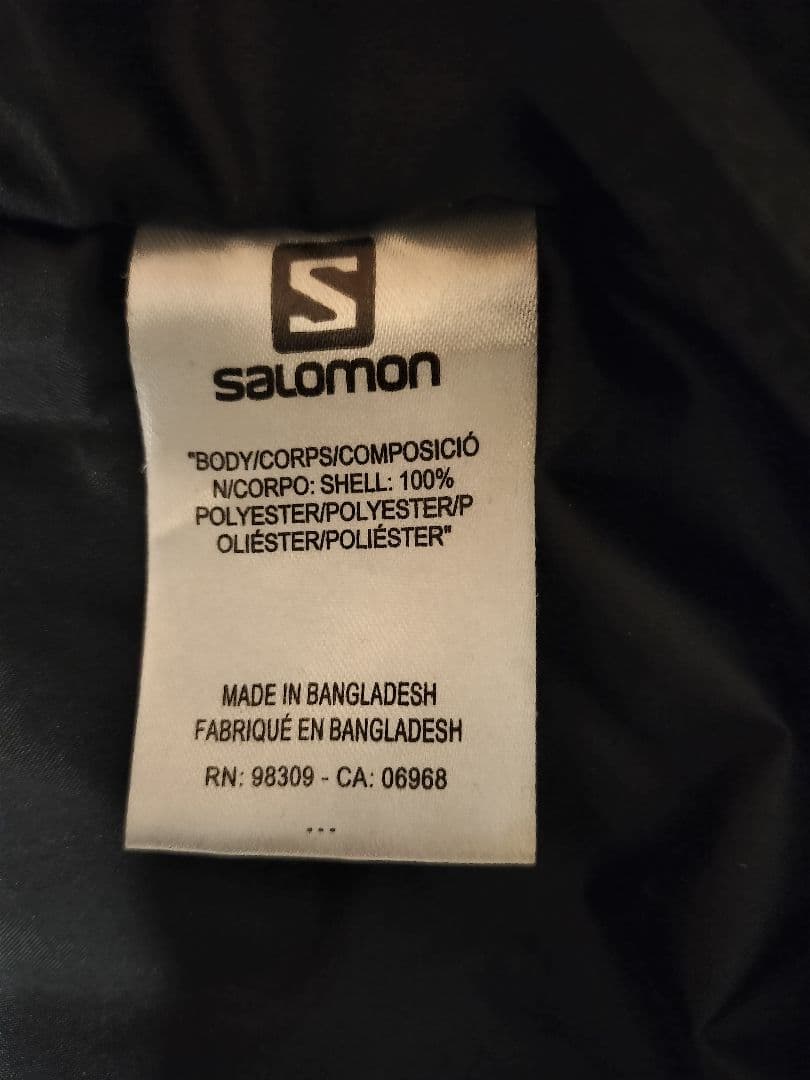 S
salomon
"BODY/CORPS/COMPOSICIÓ
N/CORPO: SHELL: 100%
POLYESTER/POLYESTER/P
OLIÉSTER/POLIÉSTER"
MADE IN BANGLADESH
FABRIQUÉ EN BANGLADESH
RN: 98309 - CA: 06968
...